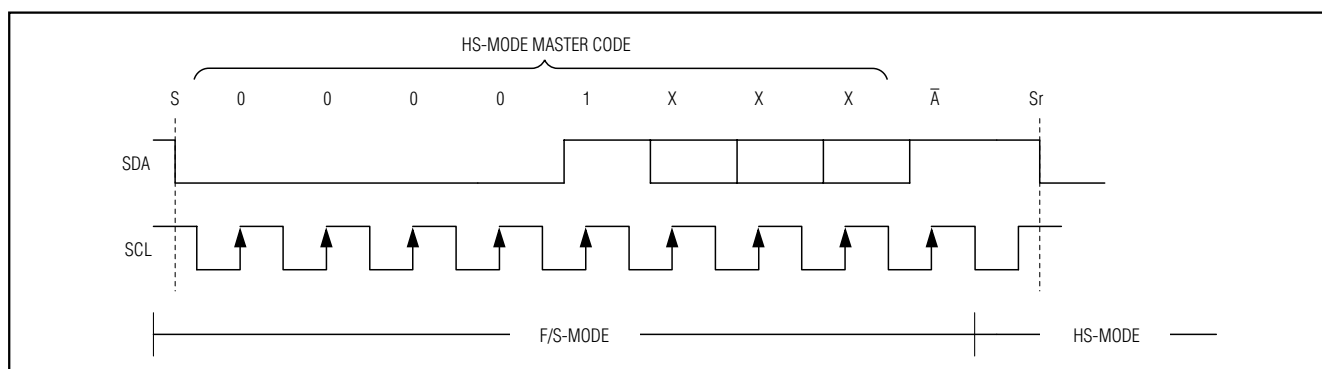 HS-MODE MASTER CODE
S 0 0 0 0 1 X X X A̅ Sr
SDA
SCL
F/S-MODE HS-MODE